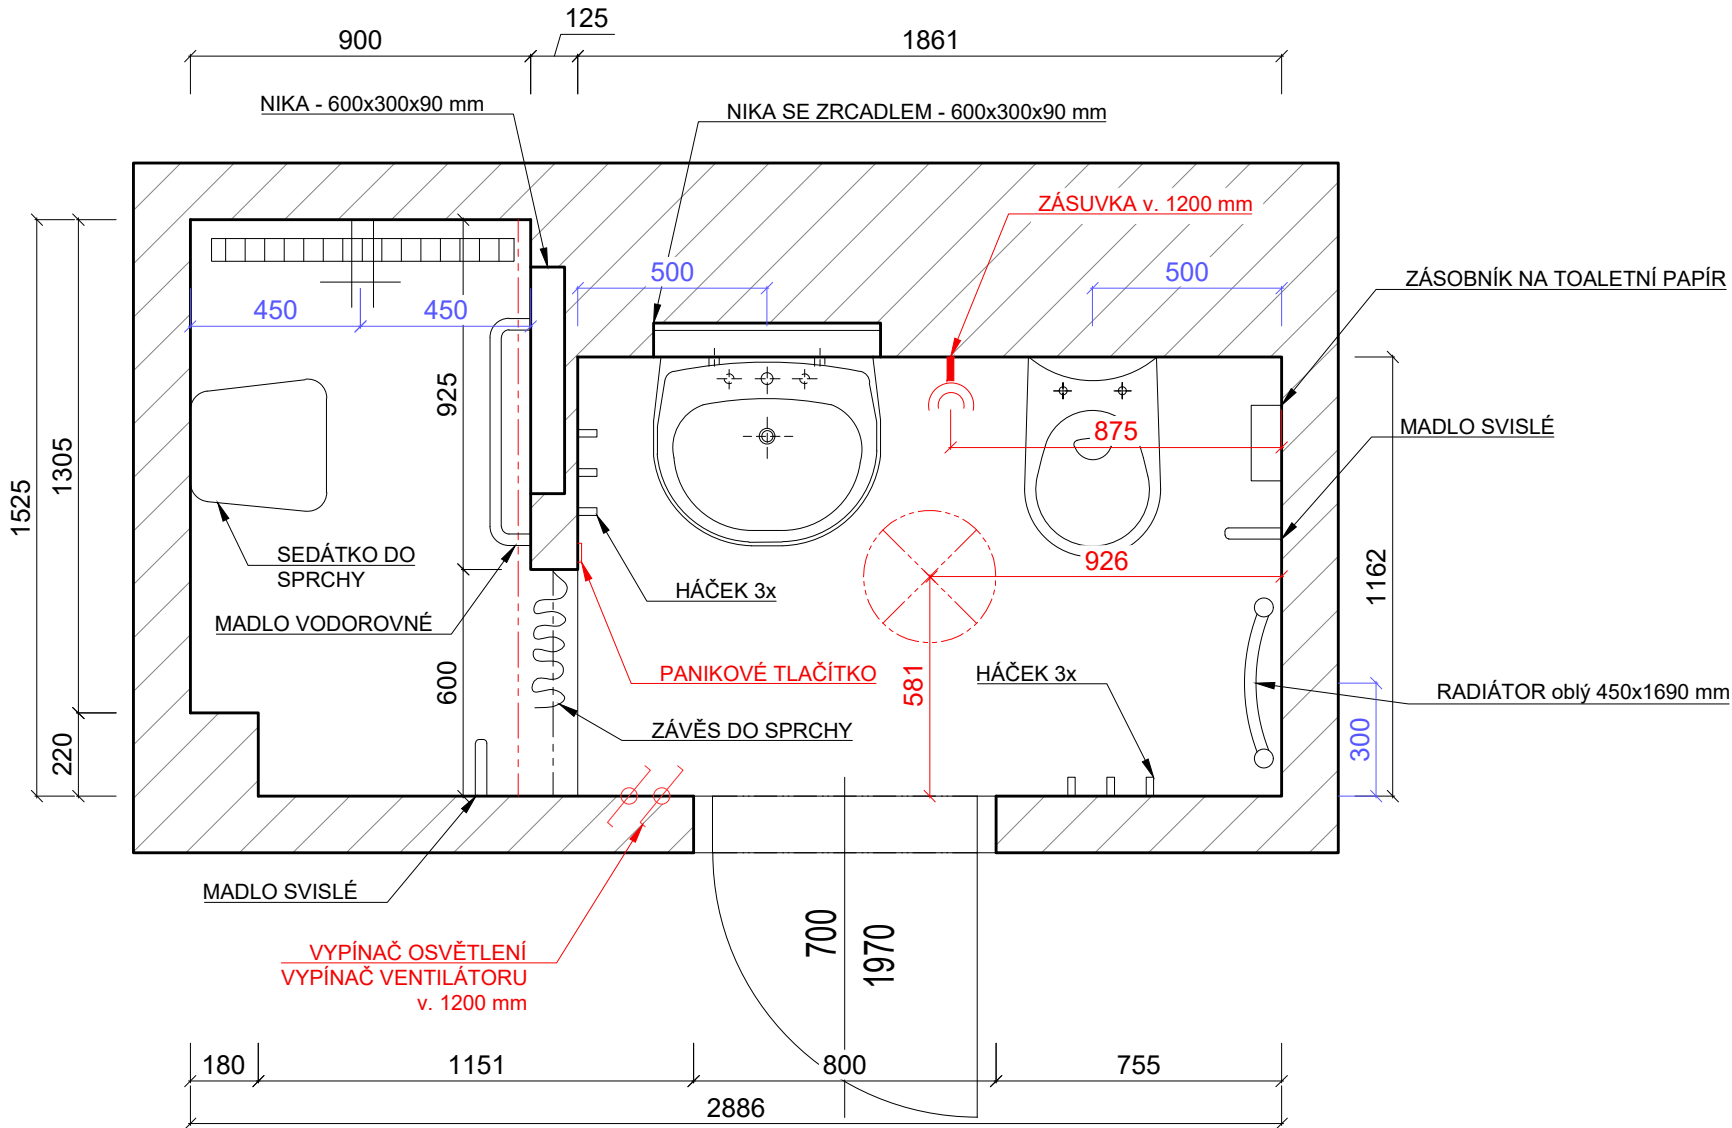 125
900
1861
NIKA - 600x300x90 mm
NIKA SE ZRCADLEM - 600x300x90 mm
ZÁSUVKA v. 1200 mm
500
500
ZÁSOBNÍK NA TOALETNÍ PAPÍR
450
450
925
875
MADLO SVISLÉ
1305
1525
SEDÁTKO DO
SPRCHY
926
1162
HÁČEK 3x
MADLO VODOROVNÉ
600
PANIKOVÉ TLAČÍTKO
581
HÁČEK 3x
RADIÁTOR oblý 450x1690 mm
ZÁVĚS DO SPRCHY
220
300
MADLO SVISLÉ
700
1970
VYPÍNAČ OSVĚTLENÍ
VYPÍNAČ VENTILÁTORU
v. 1200 mm
180
1151
800
755
2886